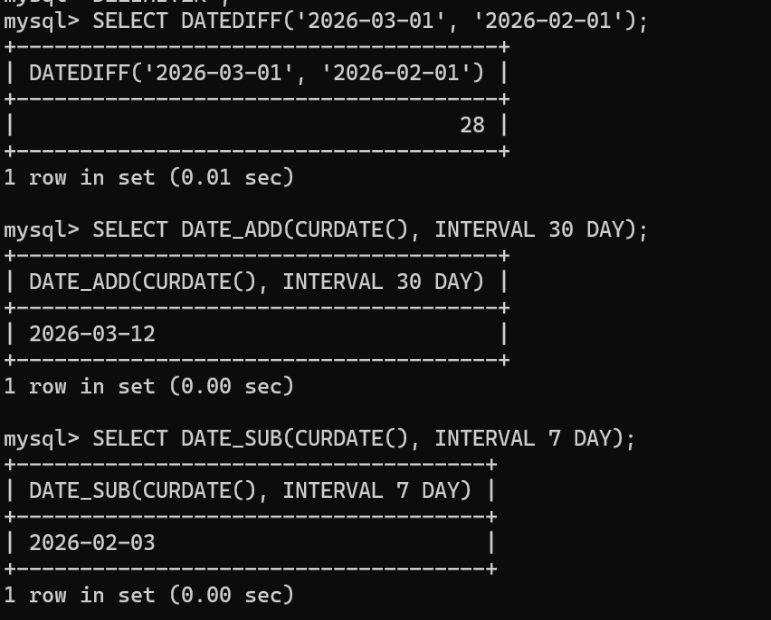 mysql> DELIMITER ;
mysql> SELECT DATEDIFF('2026-03-01', '2026-02-01');
+--------------------------------------+
| DATEDIFF('2026-03-01', '2026-02-01') |
+--------------------------------------+
|                                   28 |
+--------------------------------------+
1 row in set (0.01 sec)

mysql> SELECT DATE_ADD(CURDATE(), INTERVAL 30 DAY);
+--------------------------------------+
| DATE_ADD(CURDATE(), INTERVAL 30 DAY) |
+--------------------------------------+
| 2026-03-12                           |
+--------------------------------------+
1 row in set (0.00 sec)

mysql> SELECT DATE_SUB(CURDATE(), INTERVAL 7 DAY);
+-------------------------------------+
| DATE_SUB(CURDATE(), INTERVAL 7 DAY) |
+-------------------------------------+
| 2026-02-03                          |
+-------------------------------------+
1 row in set (0.00 sec)